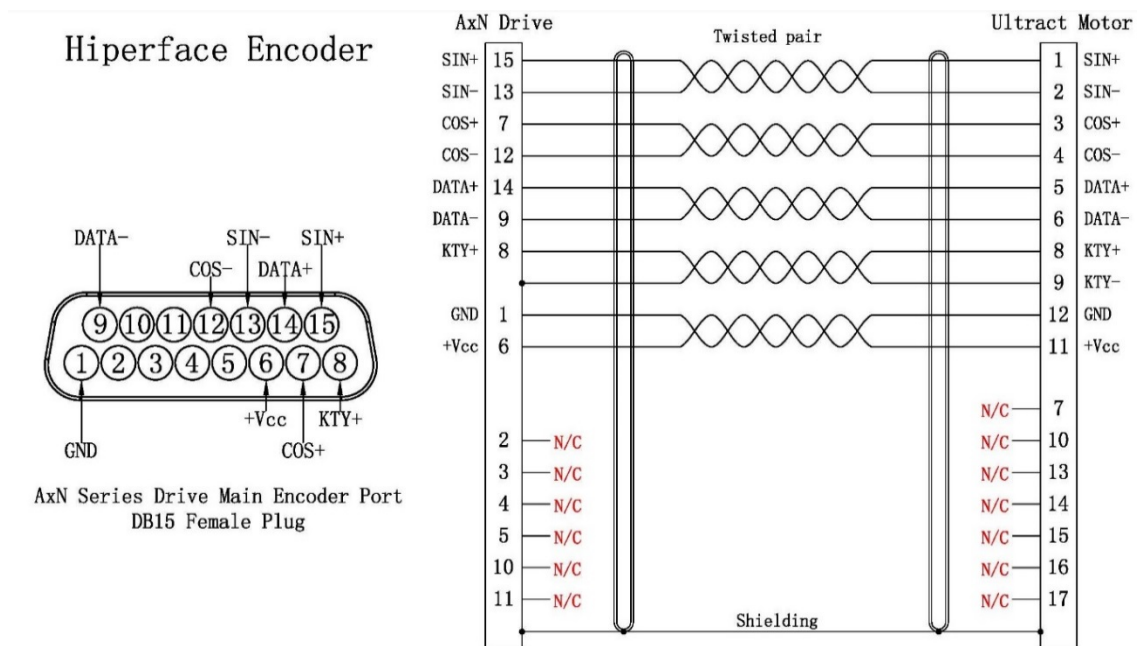 Hiperface Encoder
AxN Drive
Twisted pair
Ultract Motor
SIN+ 15 1 SIN+
SIN- 13 2 SIN-
COS+ 7 3 COS+
COS- 12 4 COS-
DATA+ 14 5 DATA+
DATA- 9 6 DATA-
KTY+ 8 8 KTY+
9 KTY-
GND 1 12 GND
+Vcc 6 11 +Vcc
N/C 7
2 N/C N/C 10
3 N/C N/C 13
4 N/C N/C 14
5 N/C N/C 15
10 N/C N/C 16
11 N/C N/C 17
Shielding
DATA- SIN- SIN+
COS- DATA+
9 10 11 12 13 14 15
1 2 3 4 5 6 7 8
+Vcc KTY+
GND COS+
AxN Series Drive Main Encoder Port
DB15 Female Plug